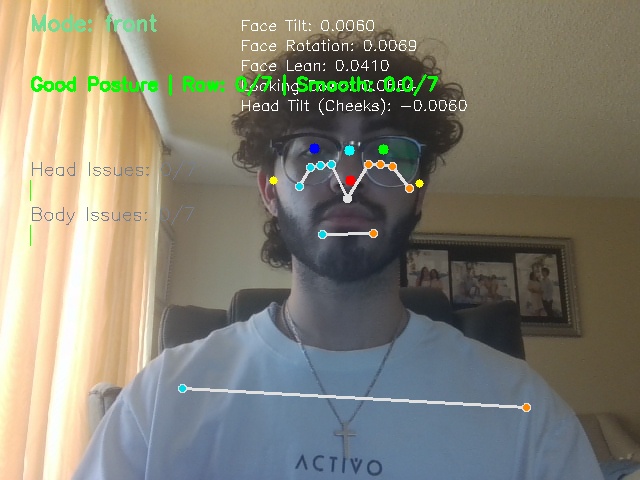 Mode: front
Face Tilt: 0.0060
Face Rotation: 0.0069
Face Lean: 0.0410
Good Posture | Raw: 0/7 | Smooth: 0.0/7
Head Tilt (Cheeks): -0.0060
Head Issues: 0/7
Body Issues: 0/7
ACTIVO